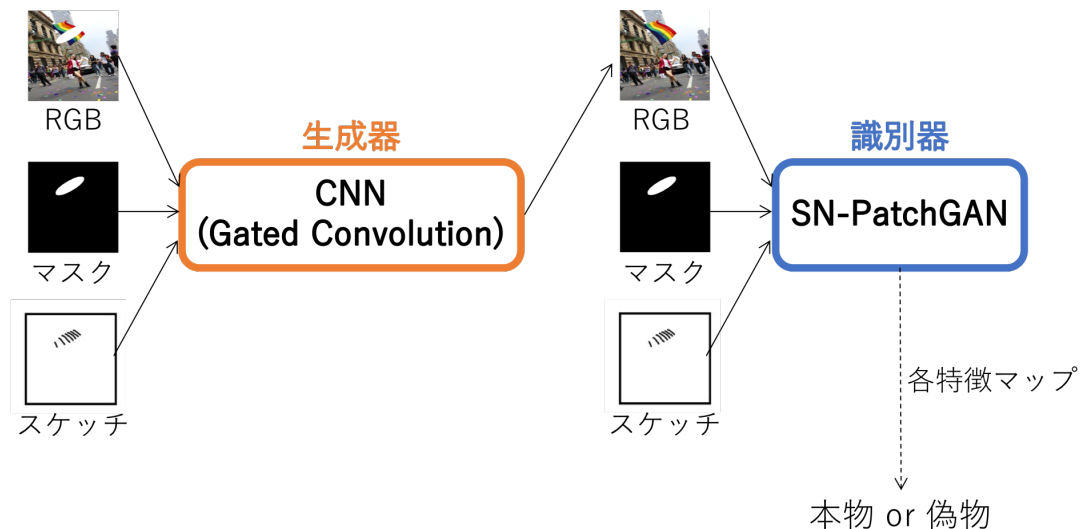 RGB
マスク
スケッチ
生成器
CNN
(Gated Convolution)
RGB
マスク
スケッチ
識別器
SN-PatchGAN
各特徴マップ
本物 or 偽物